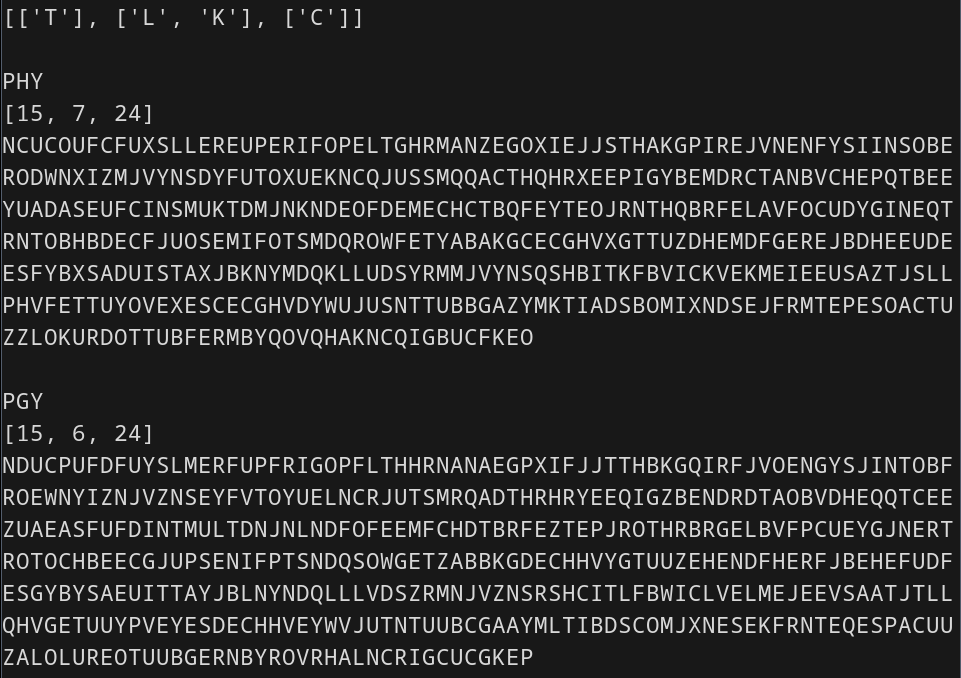 [['T'], ['L', 'K'], ['C']]
PHY
[15, 7, 24]
NCUCOUFCFUXSLLEREUPERIFOPELTGHRMANZEGOXIEJJSTHAKGPIREJVNENFYSIINSOBE
RODWNXIZMJVYNSDYFUTOXUEKNCQJUSSMQQACTHQHRXEEPIGYBEMDRCTANBVCHEPQTBEE
YUADASEUFCINSMUKTDMJNKNDEOFDEMECHCTBQFEYTEOJRNTHQBRFELAVFOCUDYGINEQT
RNTOBHBDECFJUOSEMIFOTSMDQROWFETYABAKGCECGHVXGTTUZDHEMDFGEREJBDHEEUDE
ESFYBXSADUISTAXJBKNYMDQKLLUDSYRMMJVYNSQSHBITKFBVICKVEKMEIEEUSAZTJSLL
PHVFETTUYOVEXESCECGHVDYWUJUSNTTUBBGAZYMKTIADSBOMIXNDSEJFRMTEPESOACTU
ZZLOKURDOTTUBFERMBYQOVQHAKNCQIGBUCFKEO
PGY
[15, 6, 24]
NDUCPUFDFUYSLMERFUPFRIGOPFLTHHRNANAEGPXIFJJTTHBKGQIRFJVOENGYSJINTOBF
ROEWNYIZNJVZNSEYFVTOYUELNCRJUTSMRQADTHRHRYEEQIGZBENDRDTAOBVDHEQQTCEE
ZUAEASFUFDINTMULTDNJNLNDFOFEEMFCHDTBRFEZTEPJROTHRBRGELBVFPCUEYGJNERT
ROTOCHBEECGJUPSENIFPTSNDQSOWGETZABBKGDECHHVYGTUUZEHENDFHERFJBEHEFUDF
ESGYBYSAEUITTAYJBLNYNDQLLLVDSZRMNJVZNSRSHCITLFBWICLVELMEJEEVSAATJTLL
QHVGETUUYPVEYESDECHHVEYWVJUTNTUUBCGAAYMLTIBDSCOMJXNESEKFRNTEQESPACUU
ZALOLUREOTUUBGERNBYROVRHALNCRIGCUCGKEP